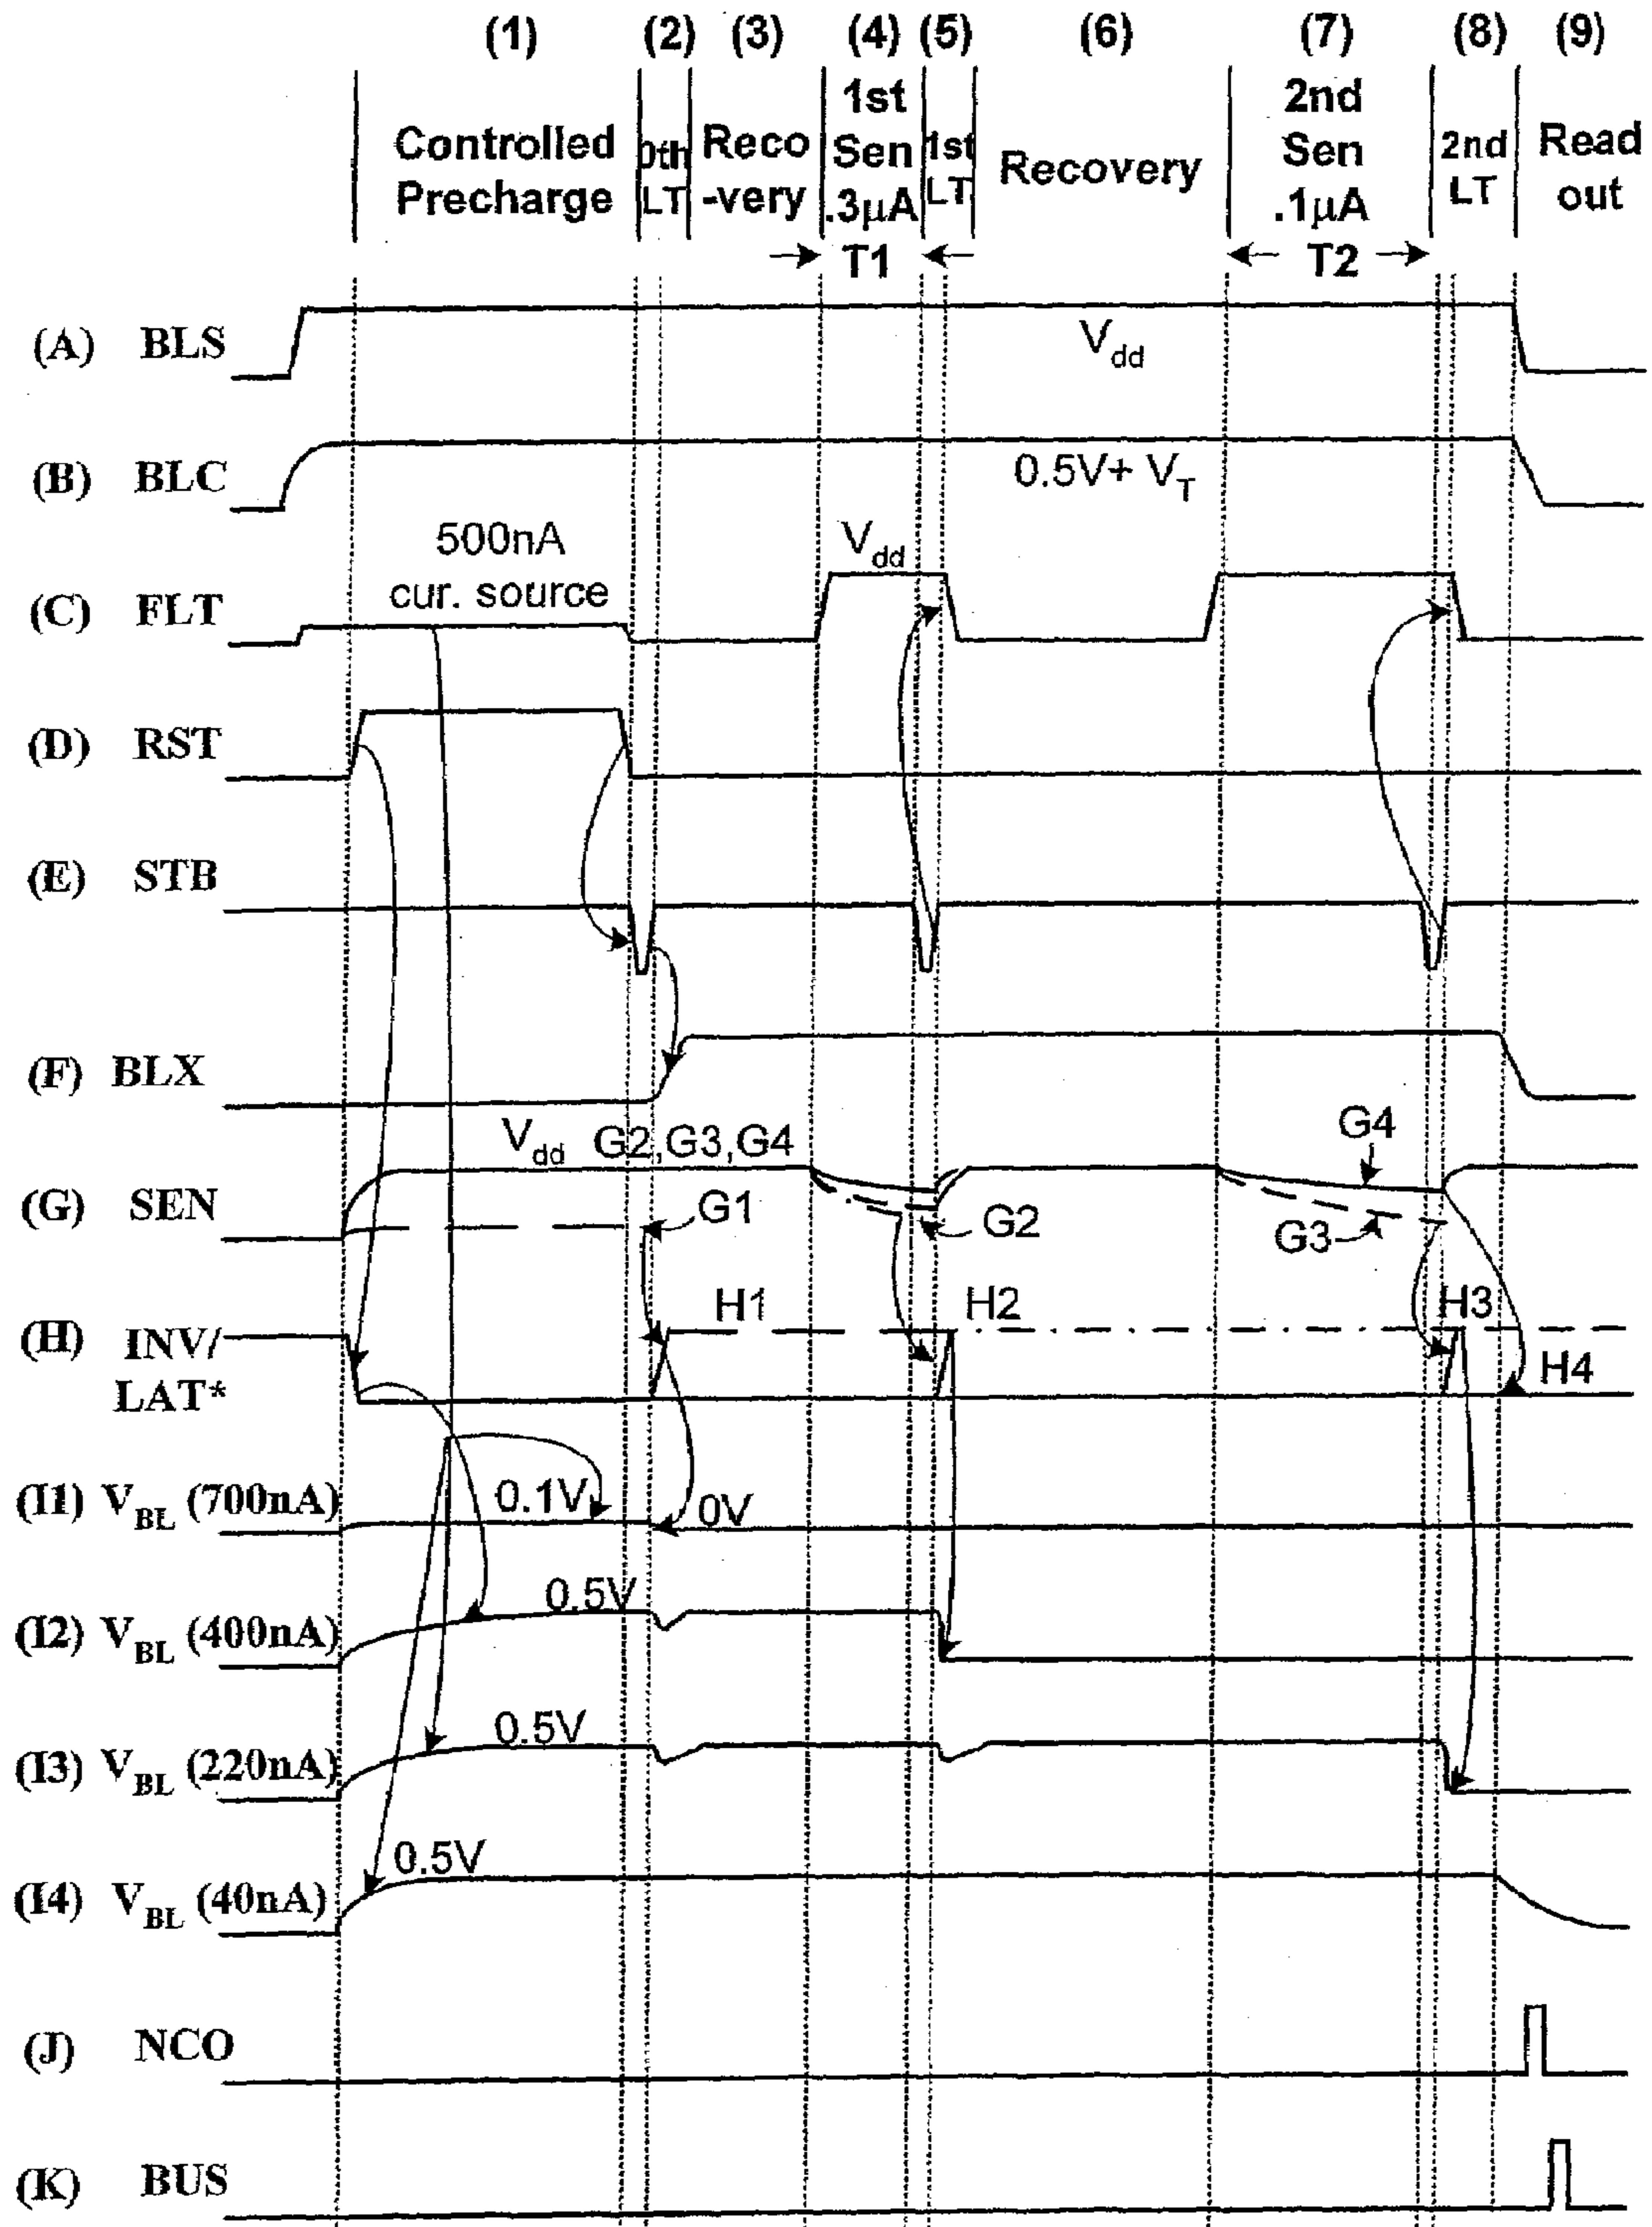 (1) (2) (3) (4) (5) (6) (7) (8) (9)
Controlled Precharge
0th LT
Reco -very
1st Sen .3μA
1st LT
Recovery
2nd Sen .1μA
2nd LT
Read out
T1
T2
(A) BLS
Vdd
(B) BLC
0.5V+ VT
500nA cur. source
Vdd
(C) FLT
(D) RST
(E) STB
(F) BLX
Vdd G2,G3,G4
G4
(G) SEN
G1
G2
G3
H1
H2
H3
(H) INV/
LAT*
H4
(I1) VBL (700nA)
0.1V
0V
(I2) VBL (400nA)
0.5V
(I3) VBL (220nA)
0.5V
(I4) VBL (40nA)
0.5V
(J) NCO
(K) BUS